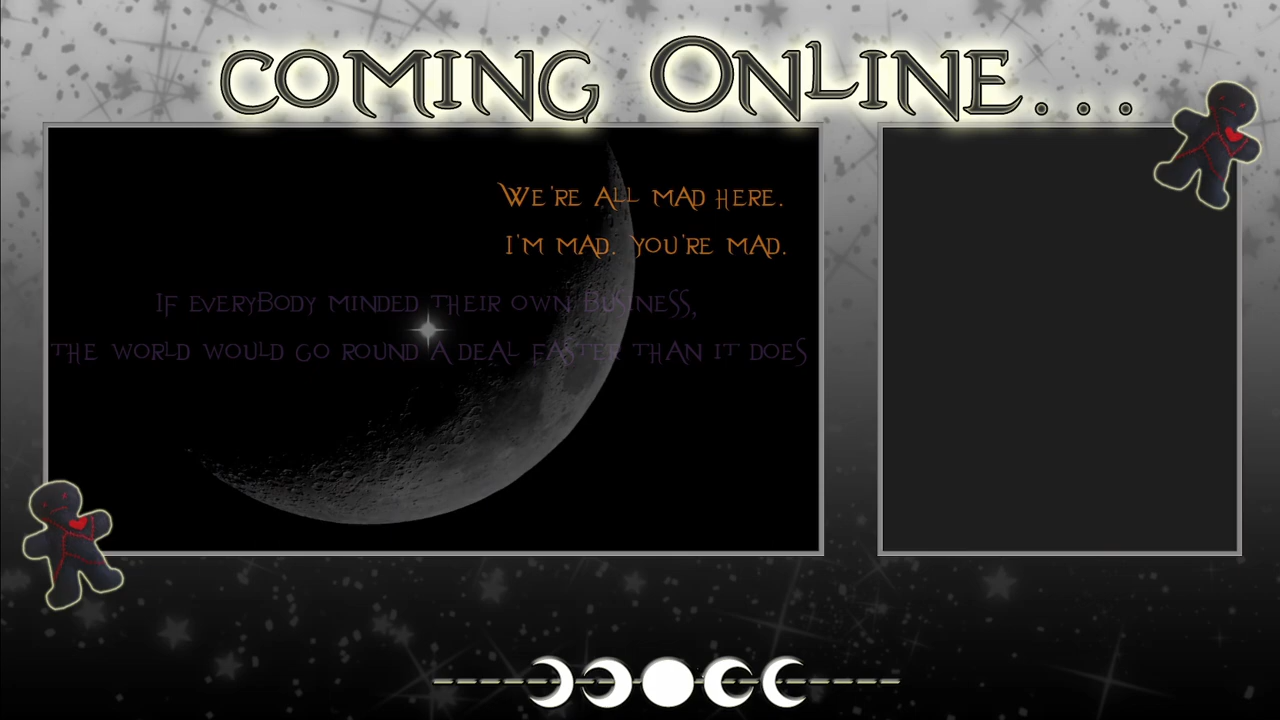 COMING ONLINE...
WE'RE ALL MAD HERE.
I'M MAD. YOU'RE MAD.
IF EVERYBODY MINDED THEIR OWN BUSINESS,
THE WORLD WOULD GO ROUND A DEAL FASTER THAN IT DOES